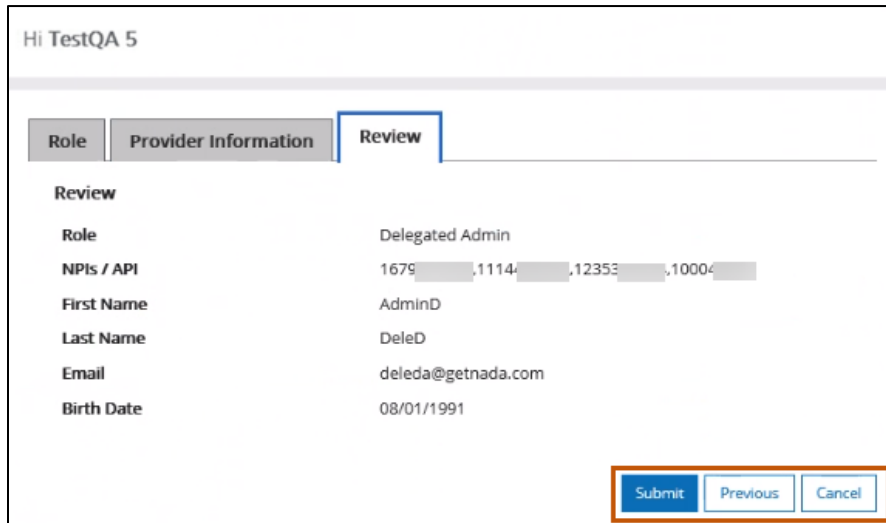 Hi TestQA 5
Role Provider Information Review
Review
Role Delegated Admin
NPIs / API 1679 ,1114 ,12353 ,10004
First Name AdminD
Last Name DeleD
Email deleda@getnada.com
Birth Date 08/01/1991
Submit Previous Cancel